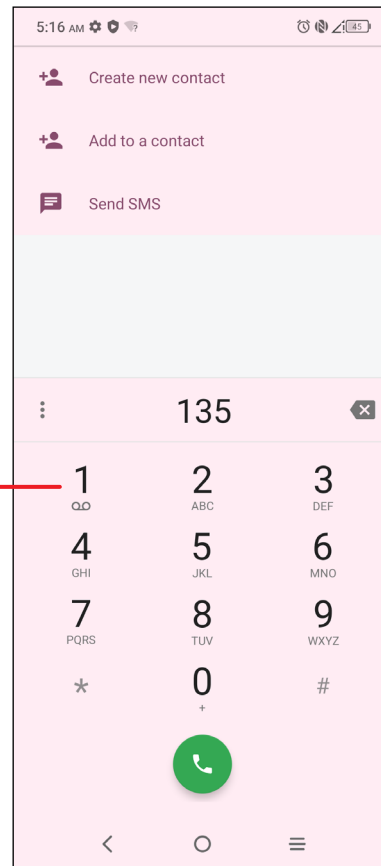 5:16 AM ? 45
Create new contact
Add to a contact
Send SMS
135
1 2 3
ABC DEF
4 5 6
GHI JKL MNO
7 8 9
PQRS TUV WXYZ
* 0 #
+